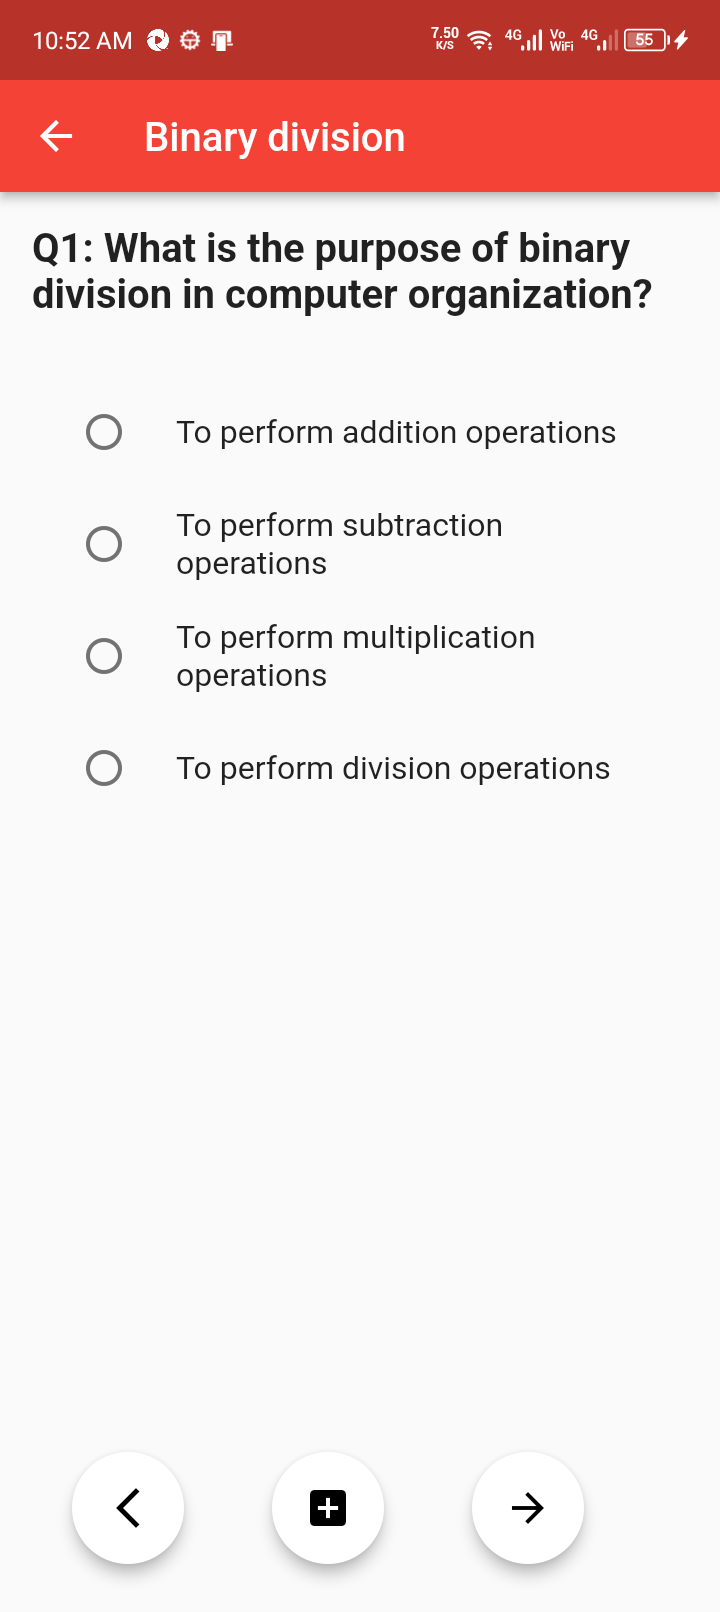 10:52 AM
7.50
K/S
4G
Vo
WiFi
4G
55
Binary division
Q1: What is the purpose of binary
division in computer organization?
To perform addition operations
To perform subtraction
operations
To perform multiplication
operations
To perform division operations